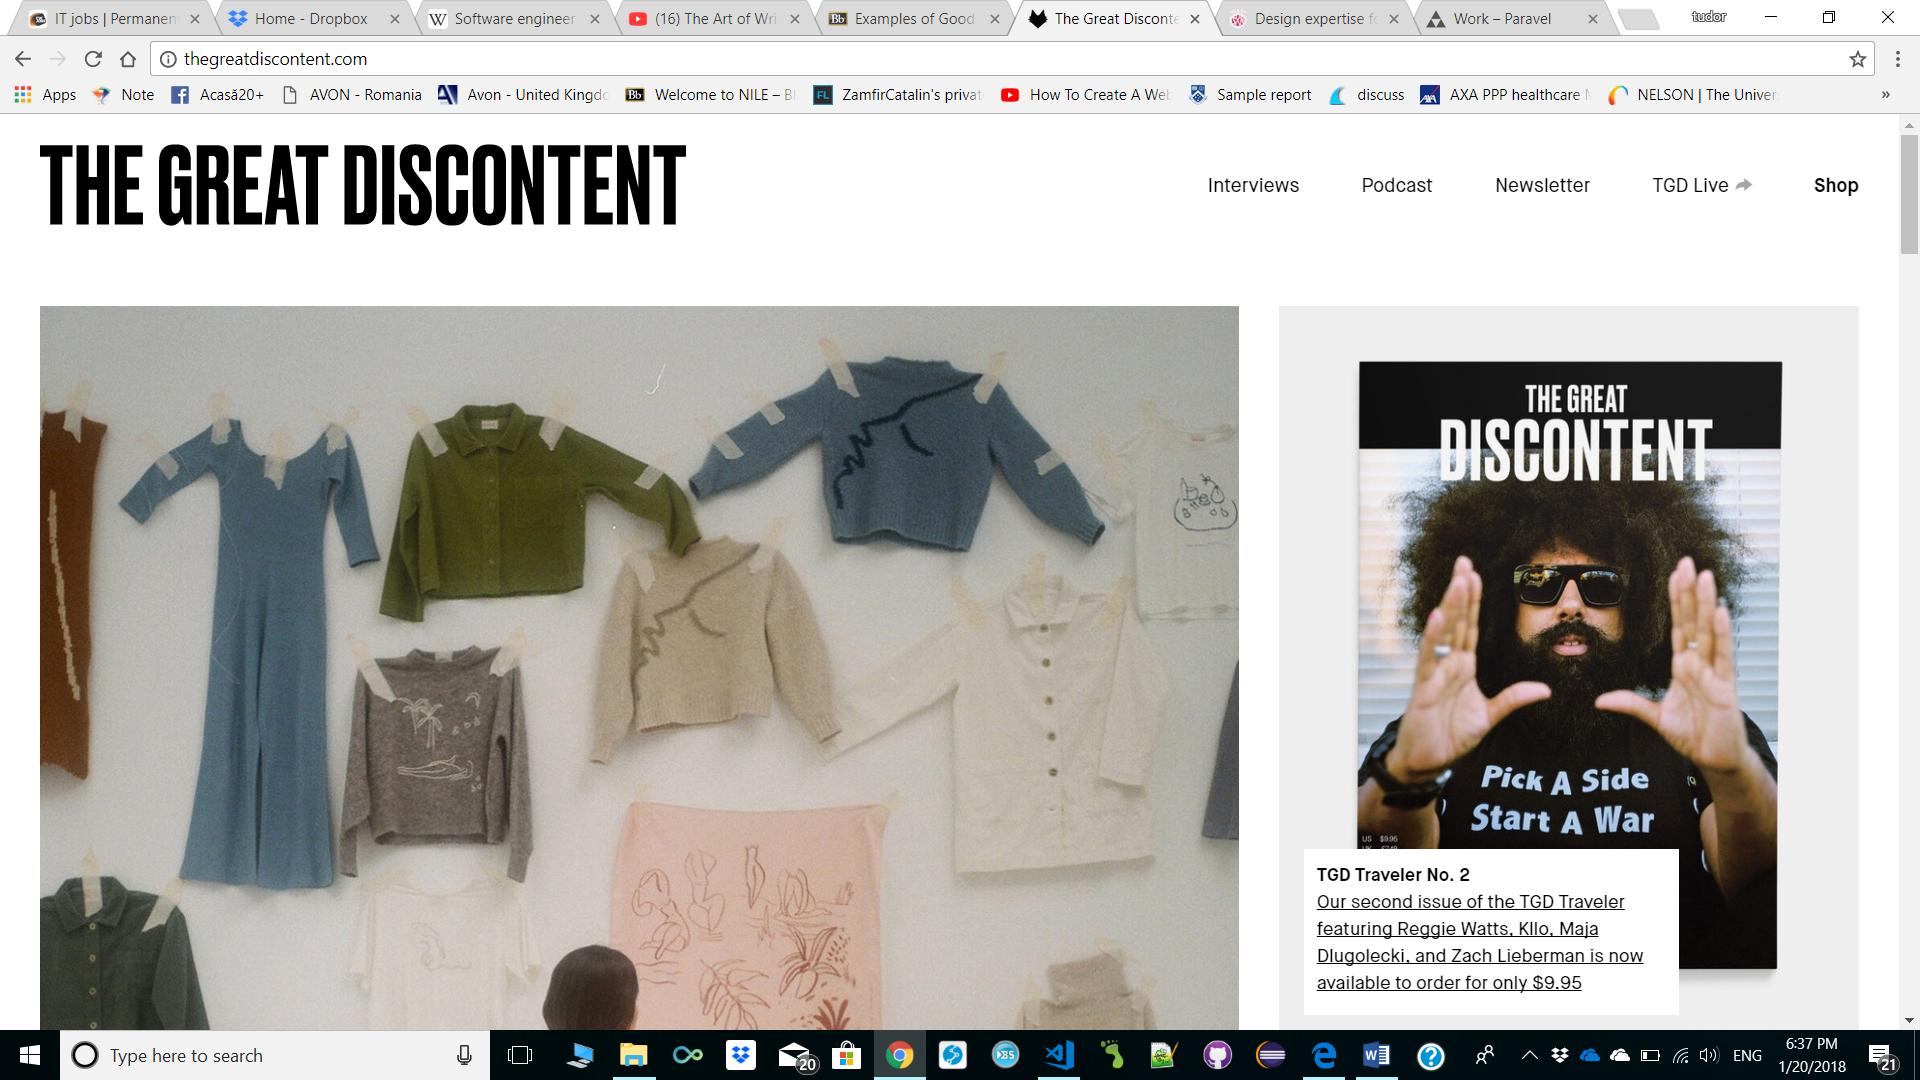 IT jobs | Permanen
Home - Dropbox
Software engineer
(16) The Art of Wri
Examples of Good
The Great Disconte
Design expertise fo
Work – Paravel
tudor
thegreatdiscontent.com
Apps
Note
Acasă20+
AVON - Romania
Avon - United Kingdo
Welcome to NILE – Bl
ZamfirCatalin's privat
How To Create A Web
Sample report
discuss
AXA PPP healthcare
NELSON | The Univer
»
THE GREAT DISCONTENT
Interviews
Podcast
Newsletter
TGD Live
Shop
THE GREAT
DISCONTENT
Pick A Side
Start A War
US $9.95
TGD Traveler No. 2
Our second issue of the TGD Traveler
featuring Reggie Watts, Kllo, Maja
Dlugolecki, and Zach Lieberman is now
available to order for only $9.95
Type here to search
20
ENG
6:37 PM
1/20/2018
21